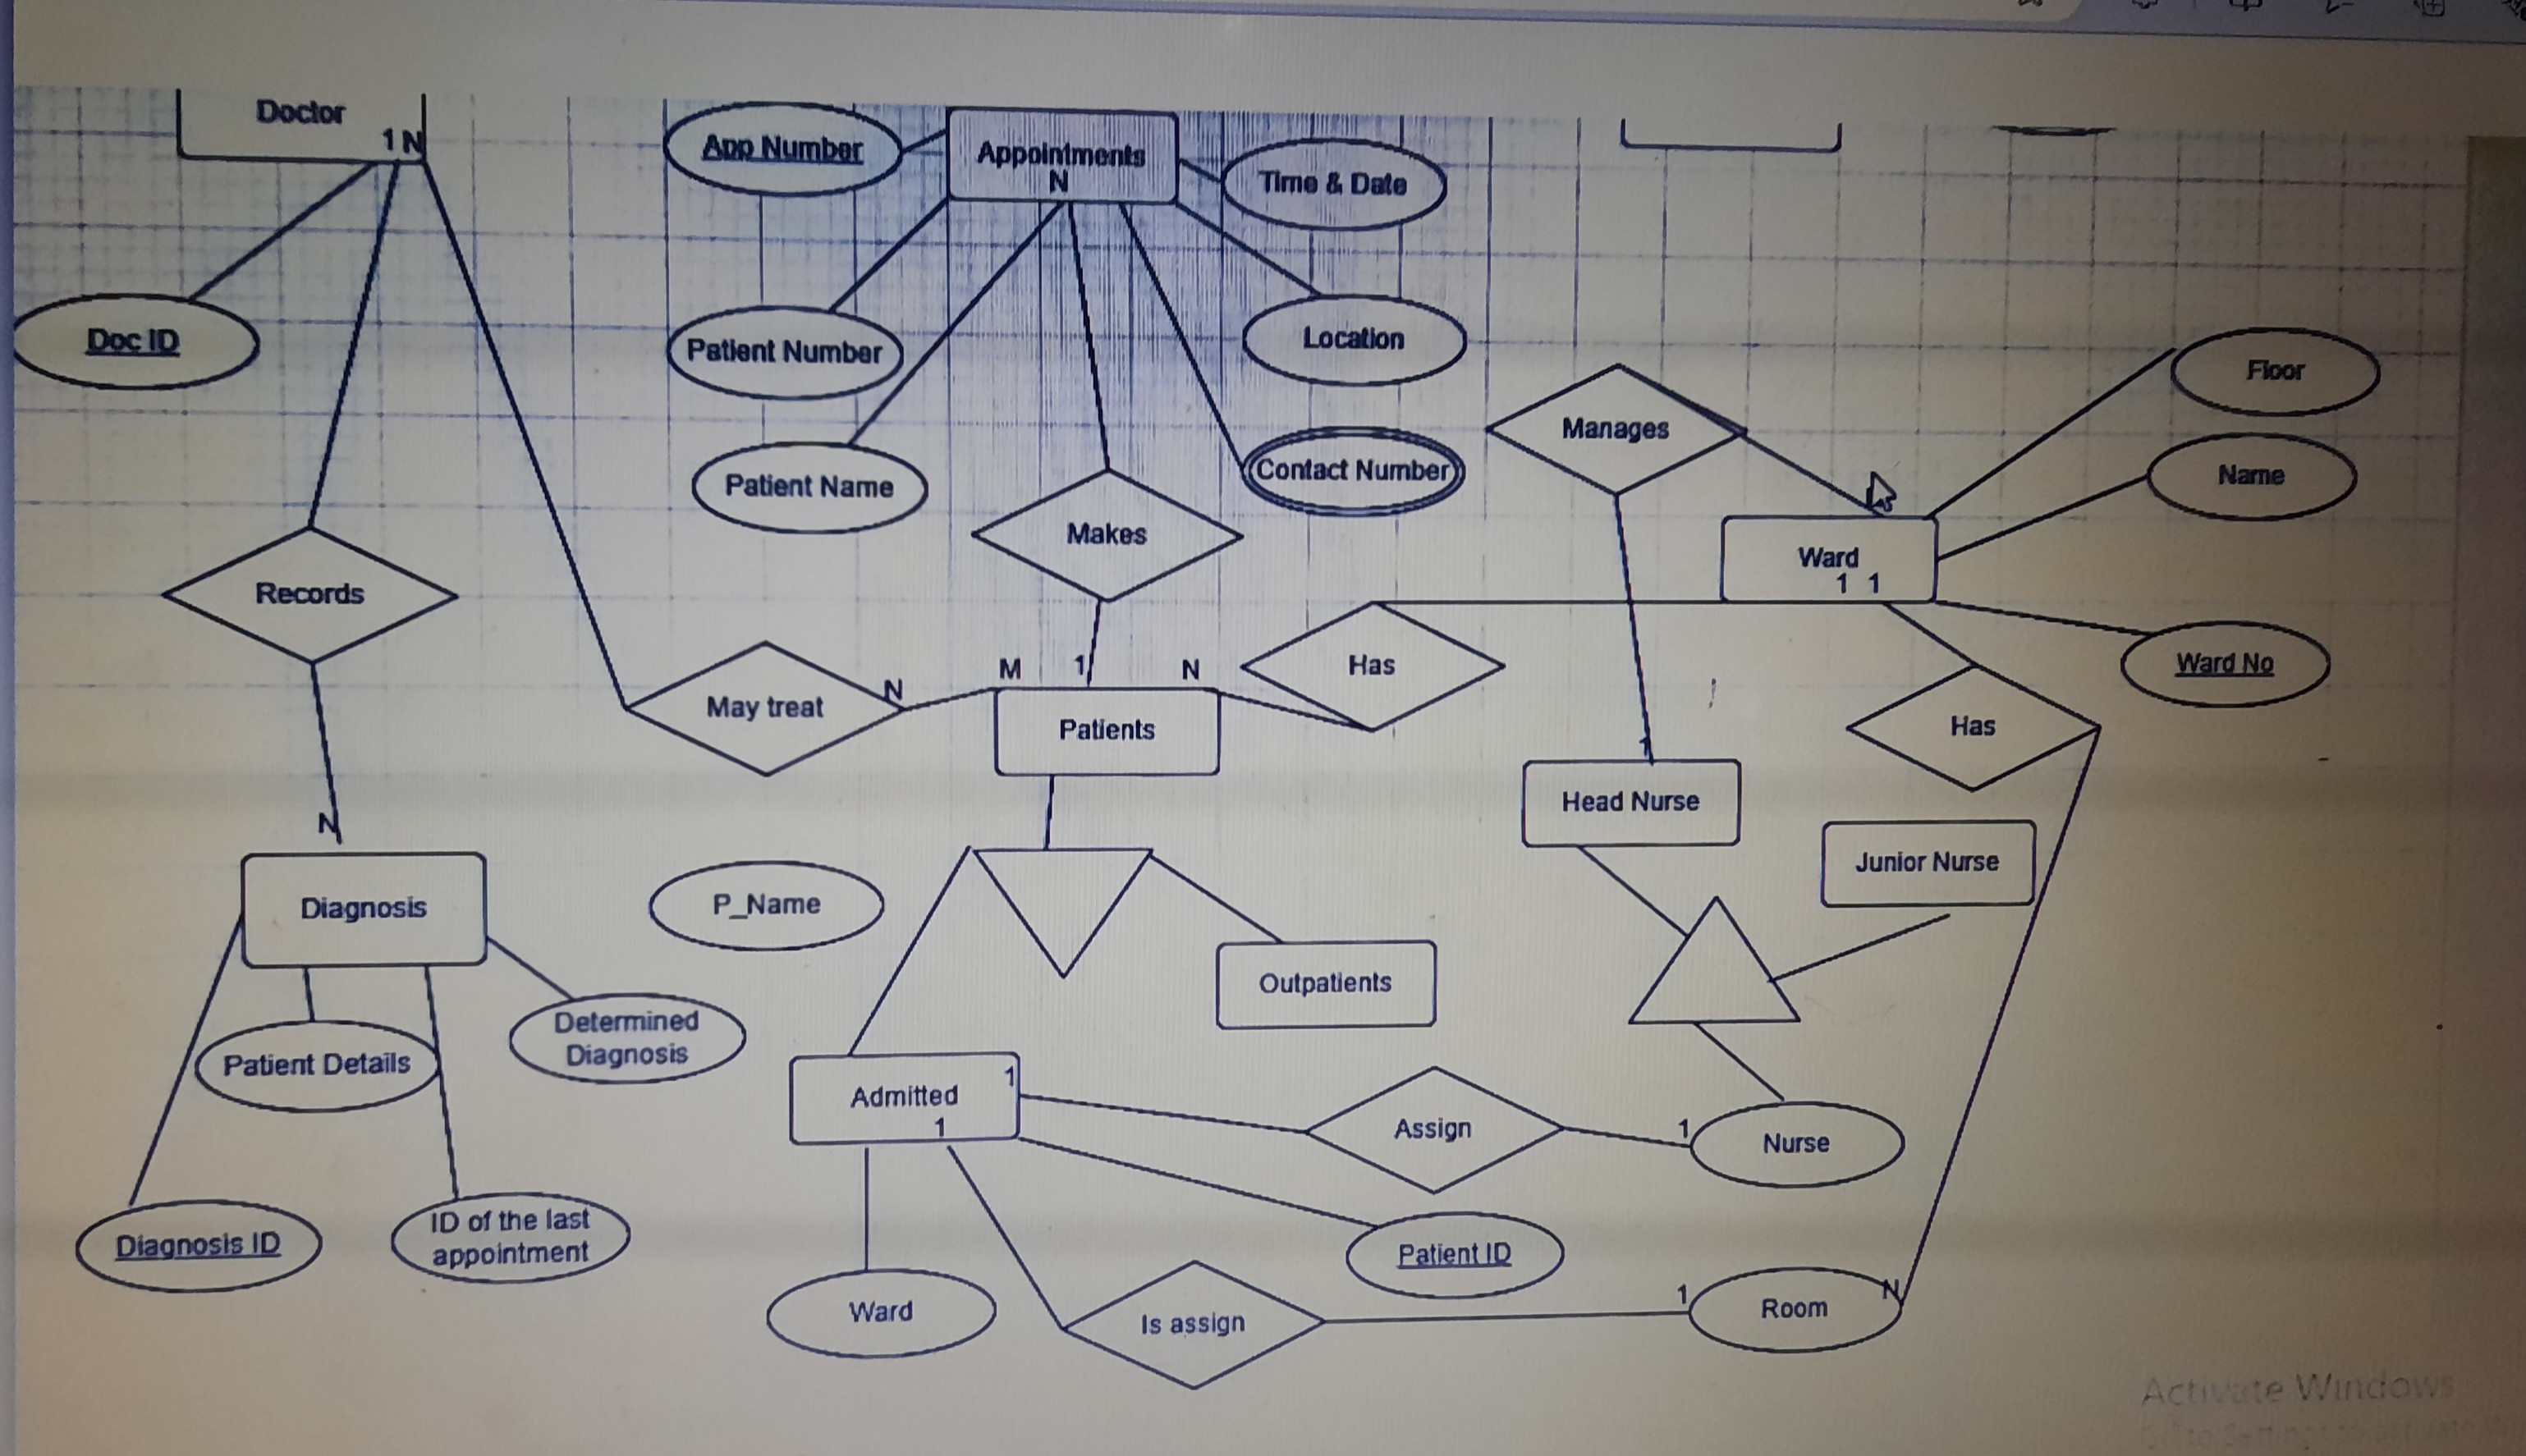 Doctor
1 N
App Number
Appointments
N
Time & Date
Doc ID
Patient Number
Location
Floor
Manages
Contact Number
Name
Patient Name
Makes
Ward
1 1
Records
M
1
N
Has
Ward No
N
May treat
Patients
Has
1
Head Nurse
N
Junior Nurse
Diagnosis
P_Name
Outpatients
Determined
Diagnosis
Patient Details
1
Admitted
1
Assign
1
Nurse
ID of the last
appointment
Diagnosis ID
Patient ID
Ward
Is assign
1
Room
N
Activate Windows